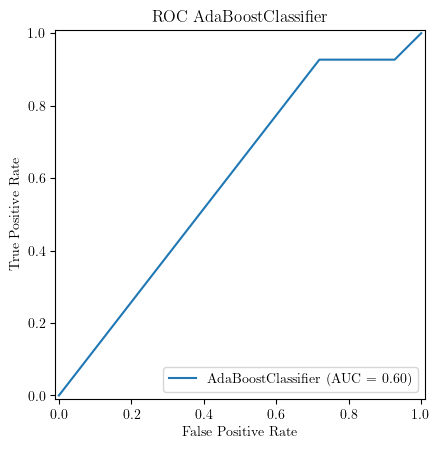 ROC AdaBoostClassifier
True Positive Rate
1.0
0.8
0.6
0.4
0.2
0.0
AdaBoostClassifier (AUC = 0.60)
0.0 0.2 0.4 0.6 0.8 1.0
False Positive Rate